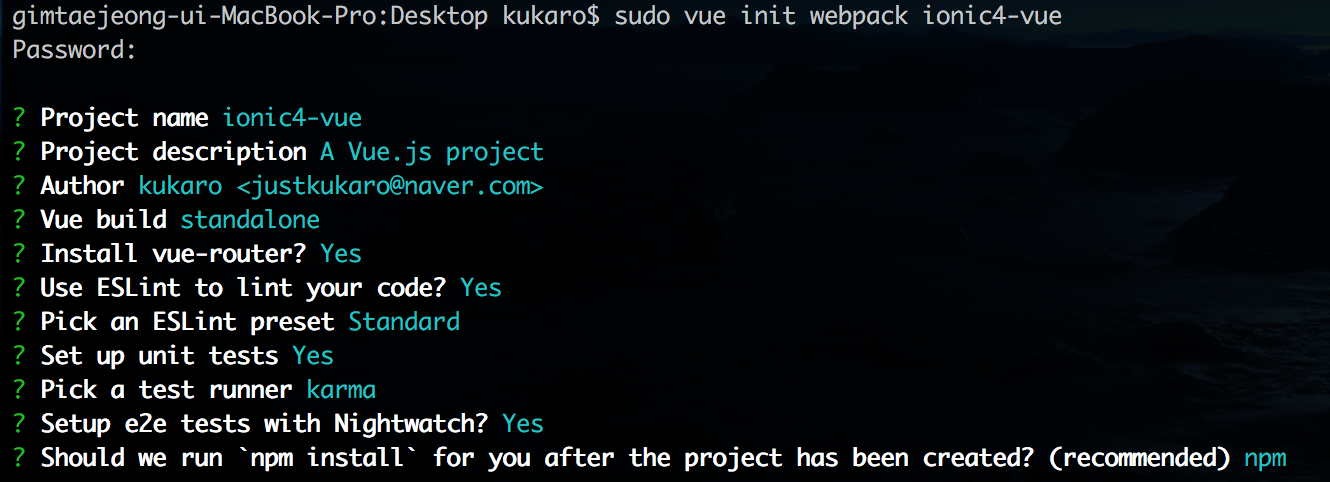 gimtaejeong-ui-MacBook-Pro:Desktop kukaro$ sudo vue init webpack ionic4-vue
Password:
? Project name ionic4-vue
? Project description A Vue.js project
? Author kukaro <justkukaro@naver.com>
? Vue build standalone
? Install vue-router? Yes
? Use ESLint to lint your code? Yes
? Pick an ESLint preset Standard
? Set up unit tests Yes
? Pick a test runner karma
? Setup e2e tests with Nightwatch? Yes
? Should we run `npm install` for you after the project has been created? (recommended) npm